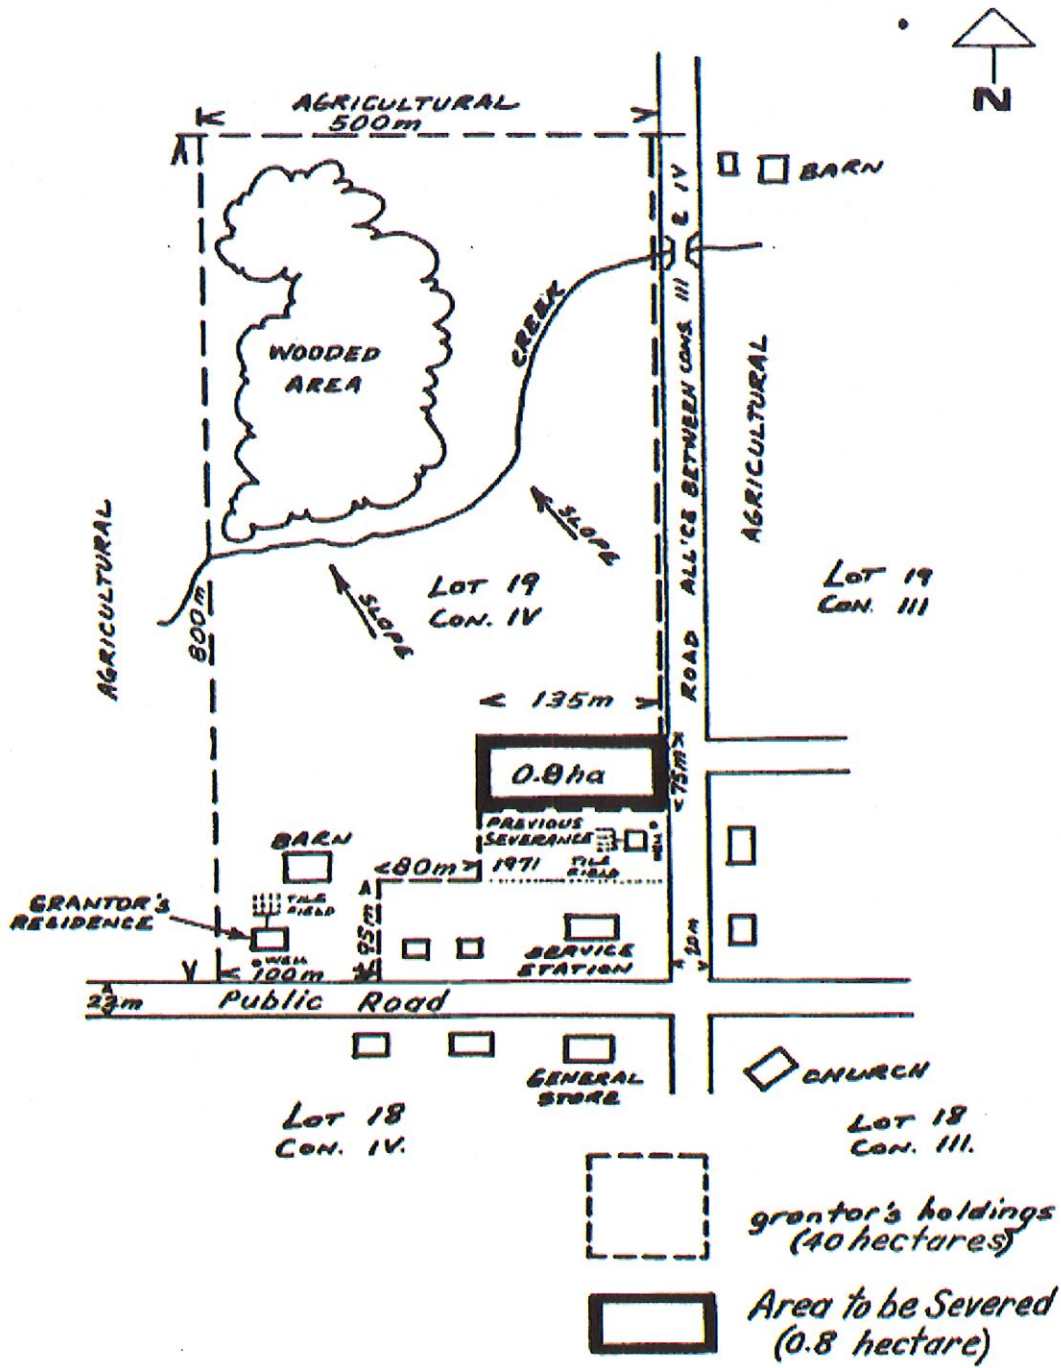 N
AGRICULTURAL
500m
BARN
ROAD ALL'CE BETWEEN CONS III & IV
CREEK
WOODED
AREA
AGRICULTURAL
AGRICULTURAL
SLOPE
SLOPE
800m
LOT 19
CON. IV
LOT 19
CON. III
135m
0.8ha
75m
PREVIOUS
SEVERANCE
1971
TILE
FIELD
WELL
BARN
80m
GRANTOR'S
RESIDENCE
TILE
FIELD
WELL
95m
SERVICE
STATION
20m
100m
Public Road
GENERAL
STORE
CHURCH
LOT 18
CON. IV.
LOT 18
CON. III.
grantor's holdings
(40 hectares)
Area to be Severed
(0.8 hectare)